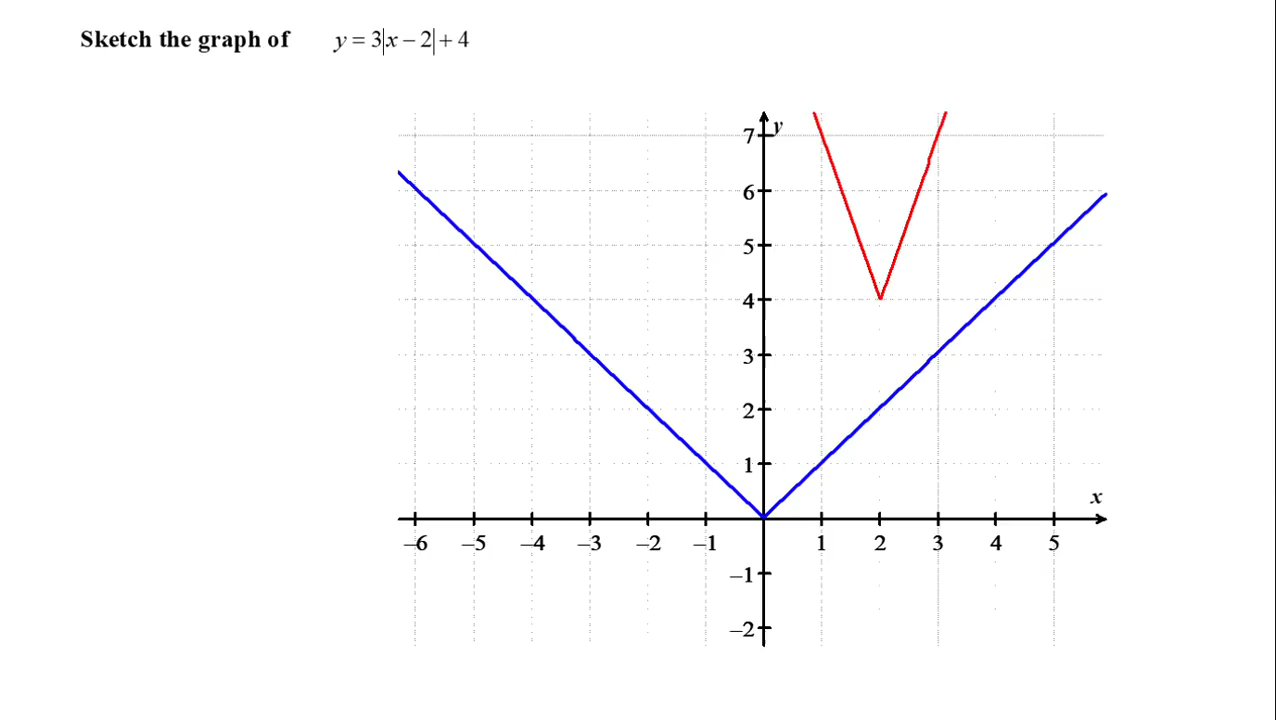 Sketch the graph of y = 3|x − 2| + 4
y
7
6
5
4
3
2
1
x
−6 −5 −4 −3 −2 −1 1 2 3 4 5
−1
−2